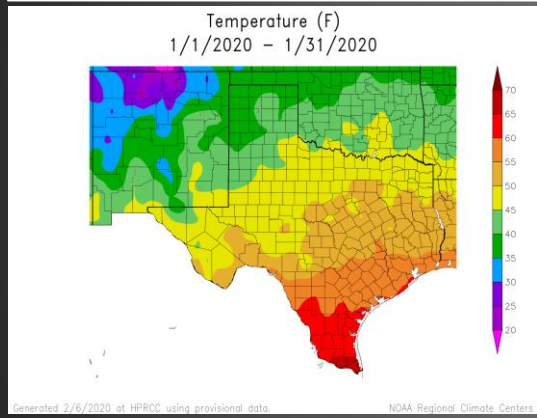 Temperature (F)
1/1/2020 – 1/31/2020
70
65
60
55
50
45
40
35
30
25
20
Generated 2/6/2020 at HPRCC using provisional data.
NOAA Regional Climate Centers